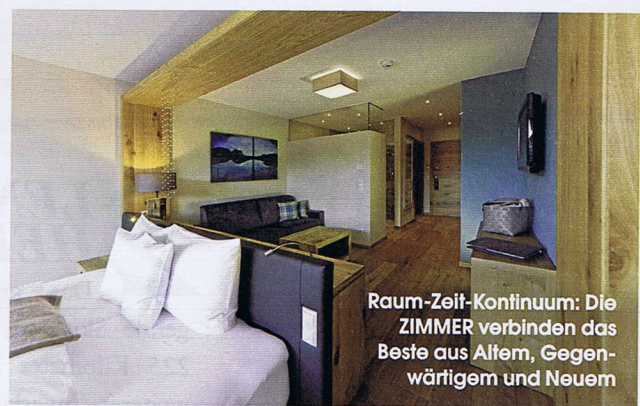 Raum-Zeit-Kontinuum: Die
ZIMMER verbinden das
Beste aus Altem, Gegen-
wärtigem und Neuem